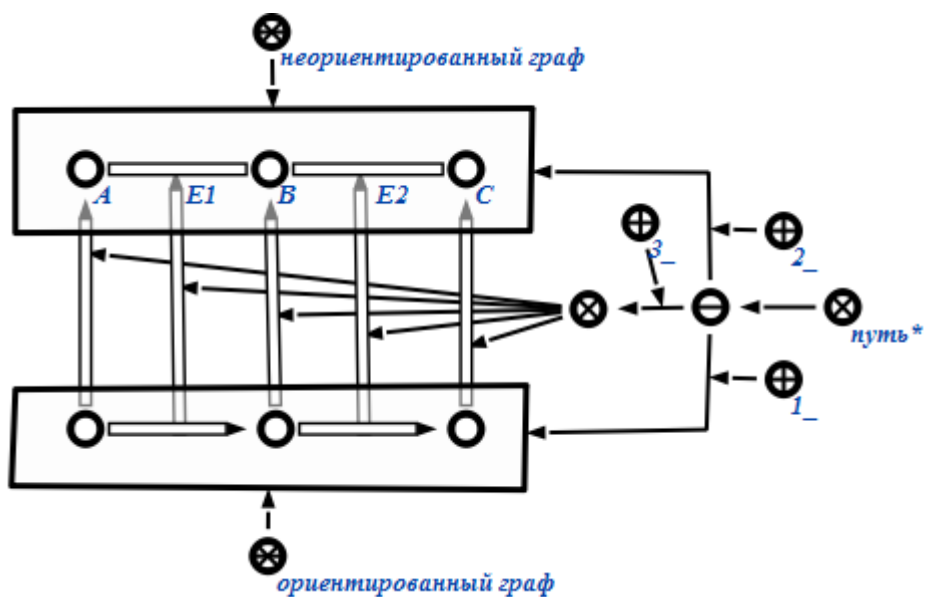 неориентированный граф
A
E1
B
E2
C
3_
2_
путь*
1_
ориентированный граф